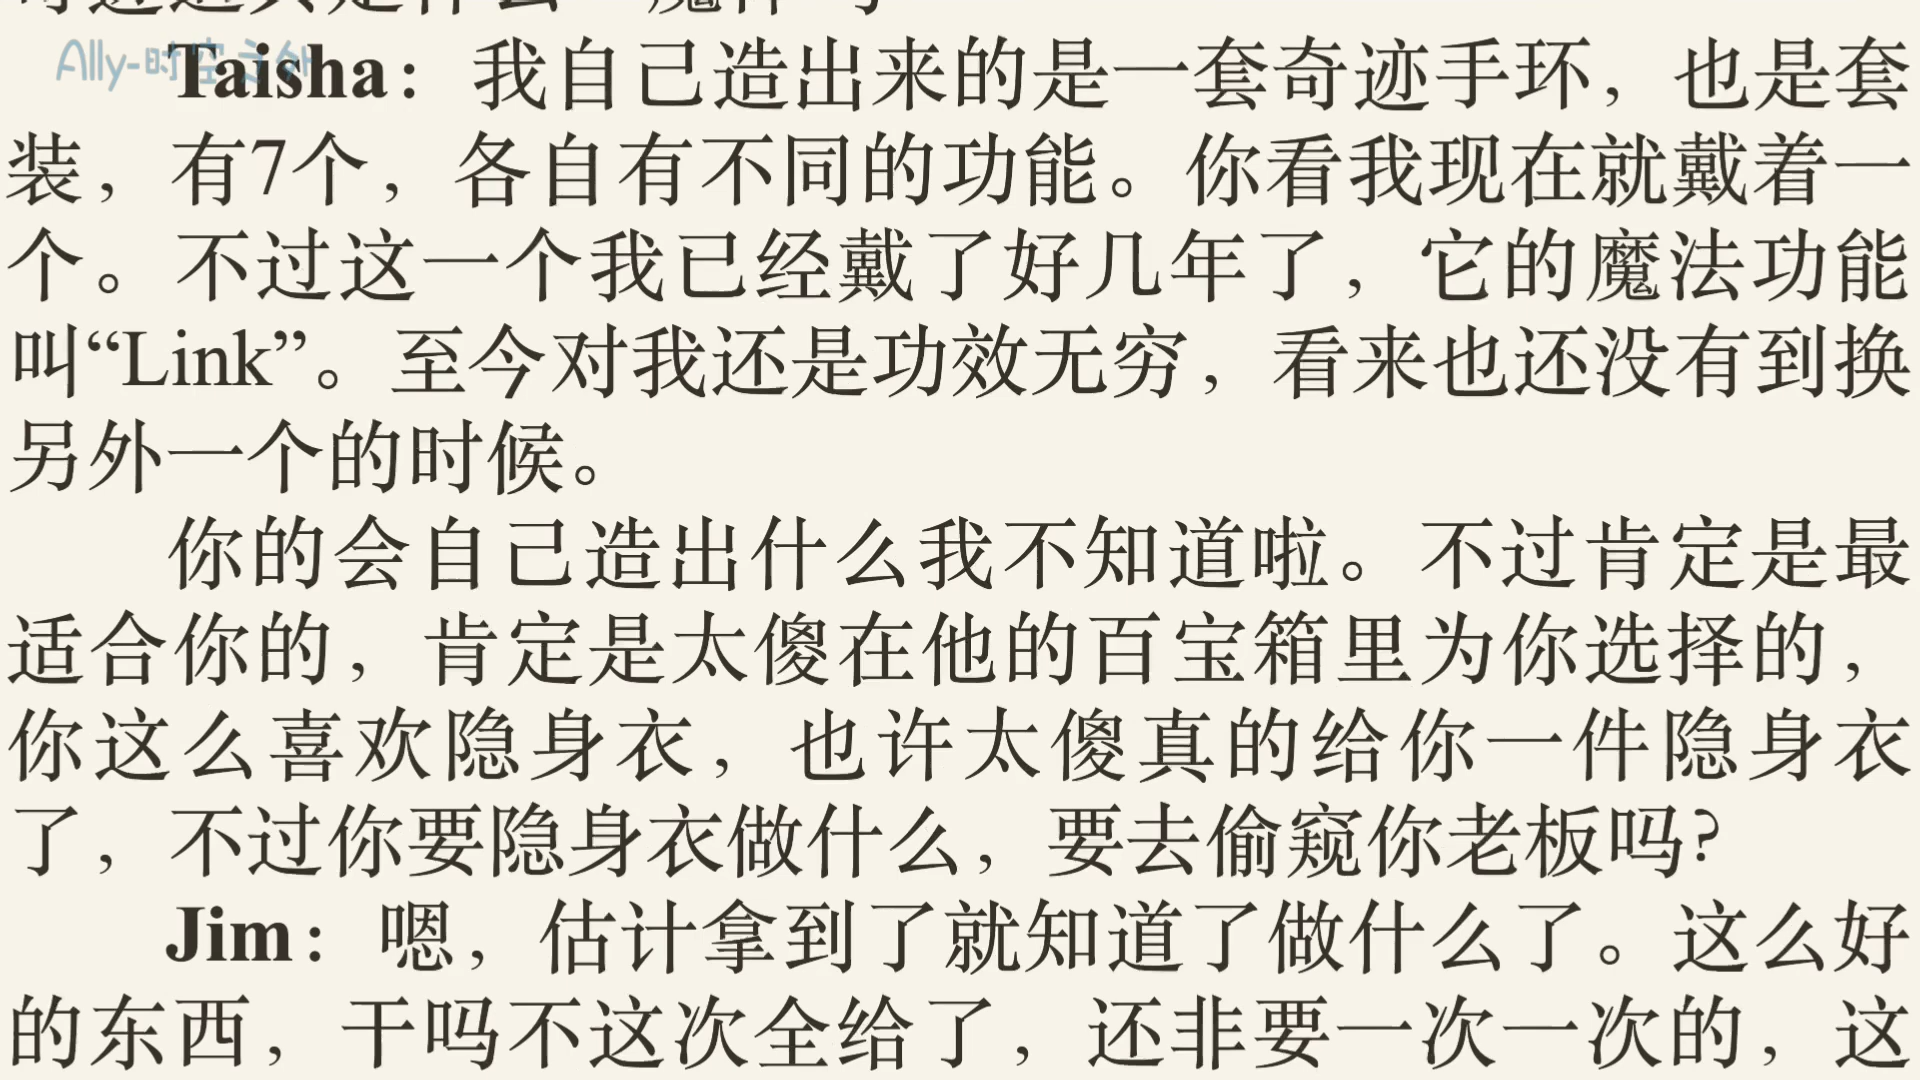 Ally-时空之外
Taisha：我自己造出来的是一套奇迹手环，也是套
装，有7个，各自有不同的功能。你看我现在就戴着一
个。不过这一个我已经戴了好几年了，它的魔法功能
叫“Link”。至今对我还是功效无穷，看来也还没有到换
另外一个的时候。
你的会自己造出什么我不知道啦。不过肯定是最
适合你的，肯定是太傻在他的百宝箱里为你选择的，
你这么喜欢隐身衣，也许太傻真的给你一件隐身衣
了，不过你要隐身衣做什么，要去偷窥你老板吗?
Jim：嗯，估计拿到了就知道了做什么了。这么好
的东西，干吗不这次全给了，还非要一次一次的，这